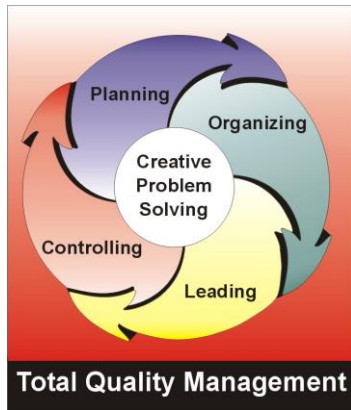 Planning
Organizing
Creative
Problem
Solving
Controlling
Leading
Total Quality Management